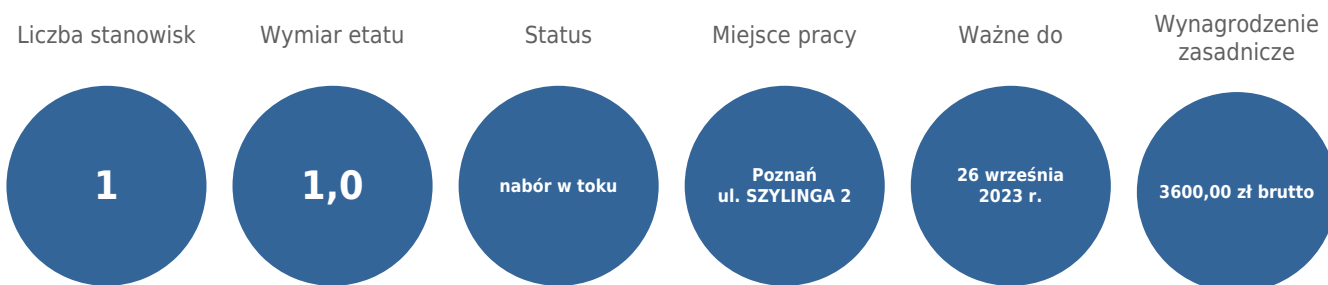 Liczba stanowisk
1
Wymiar etatu
1,0
Status
nabór w toku
Miejsce pracy
Poznań
ul. SZYLINGA 2
Ważne do
26 września
2023 r.
Wynagrodzenie
zasadnicze
3600,00 zł brutto